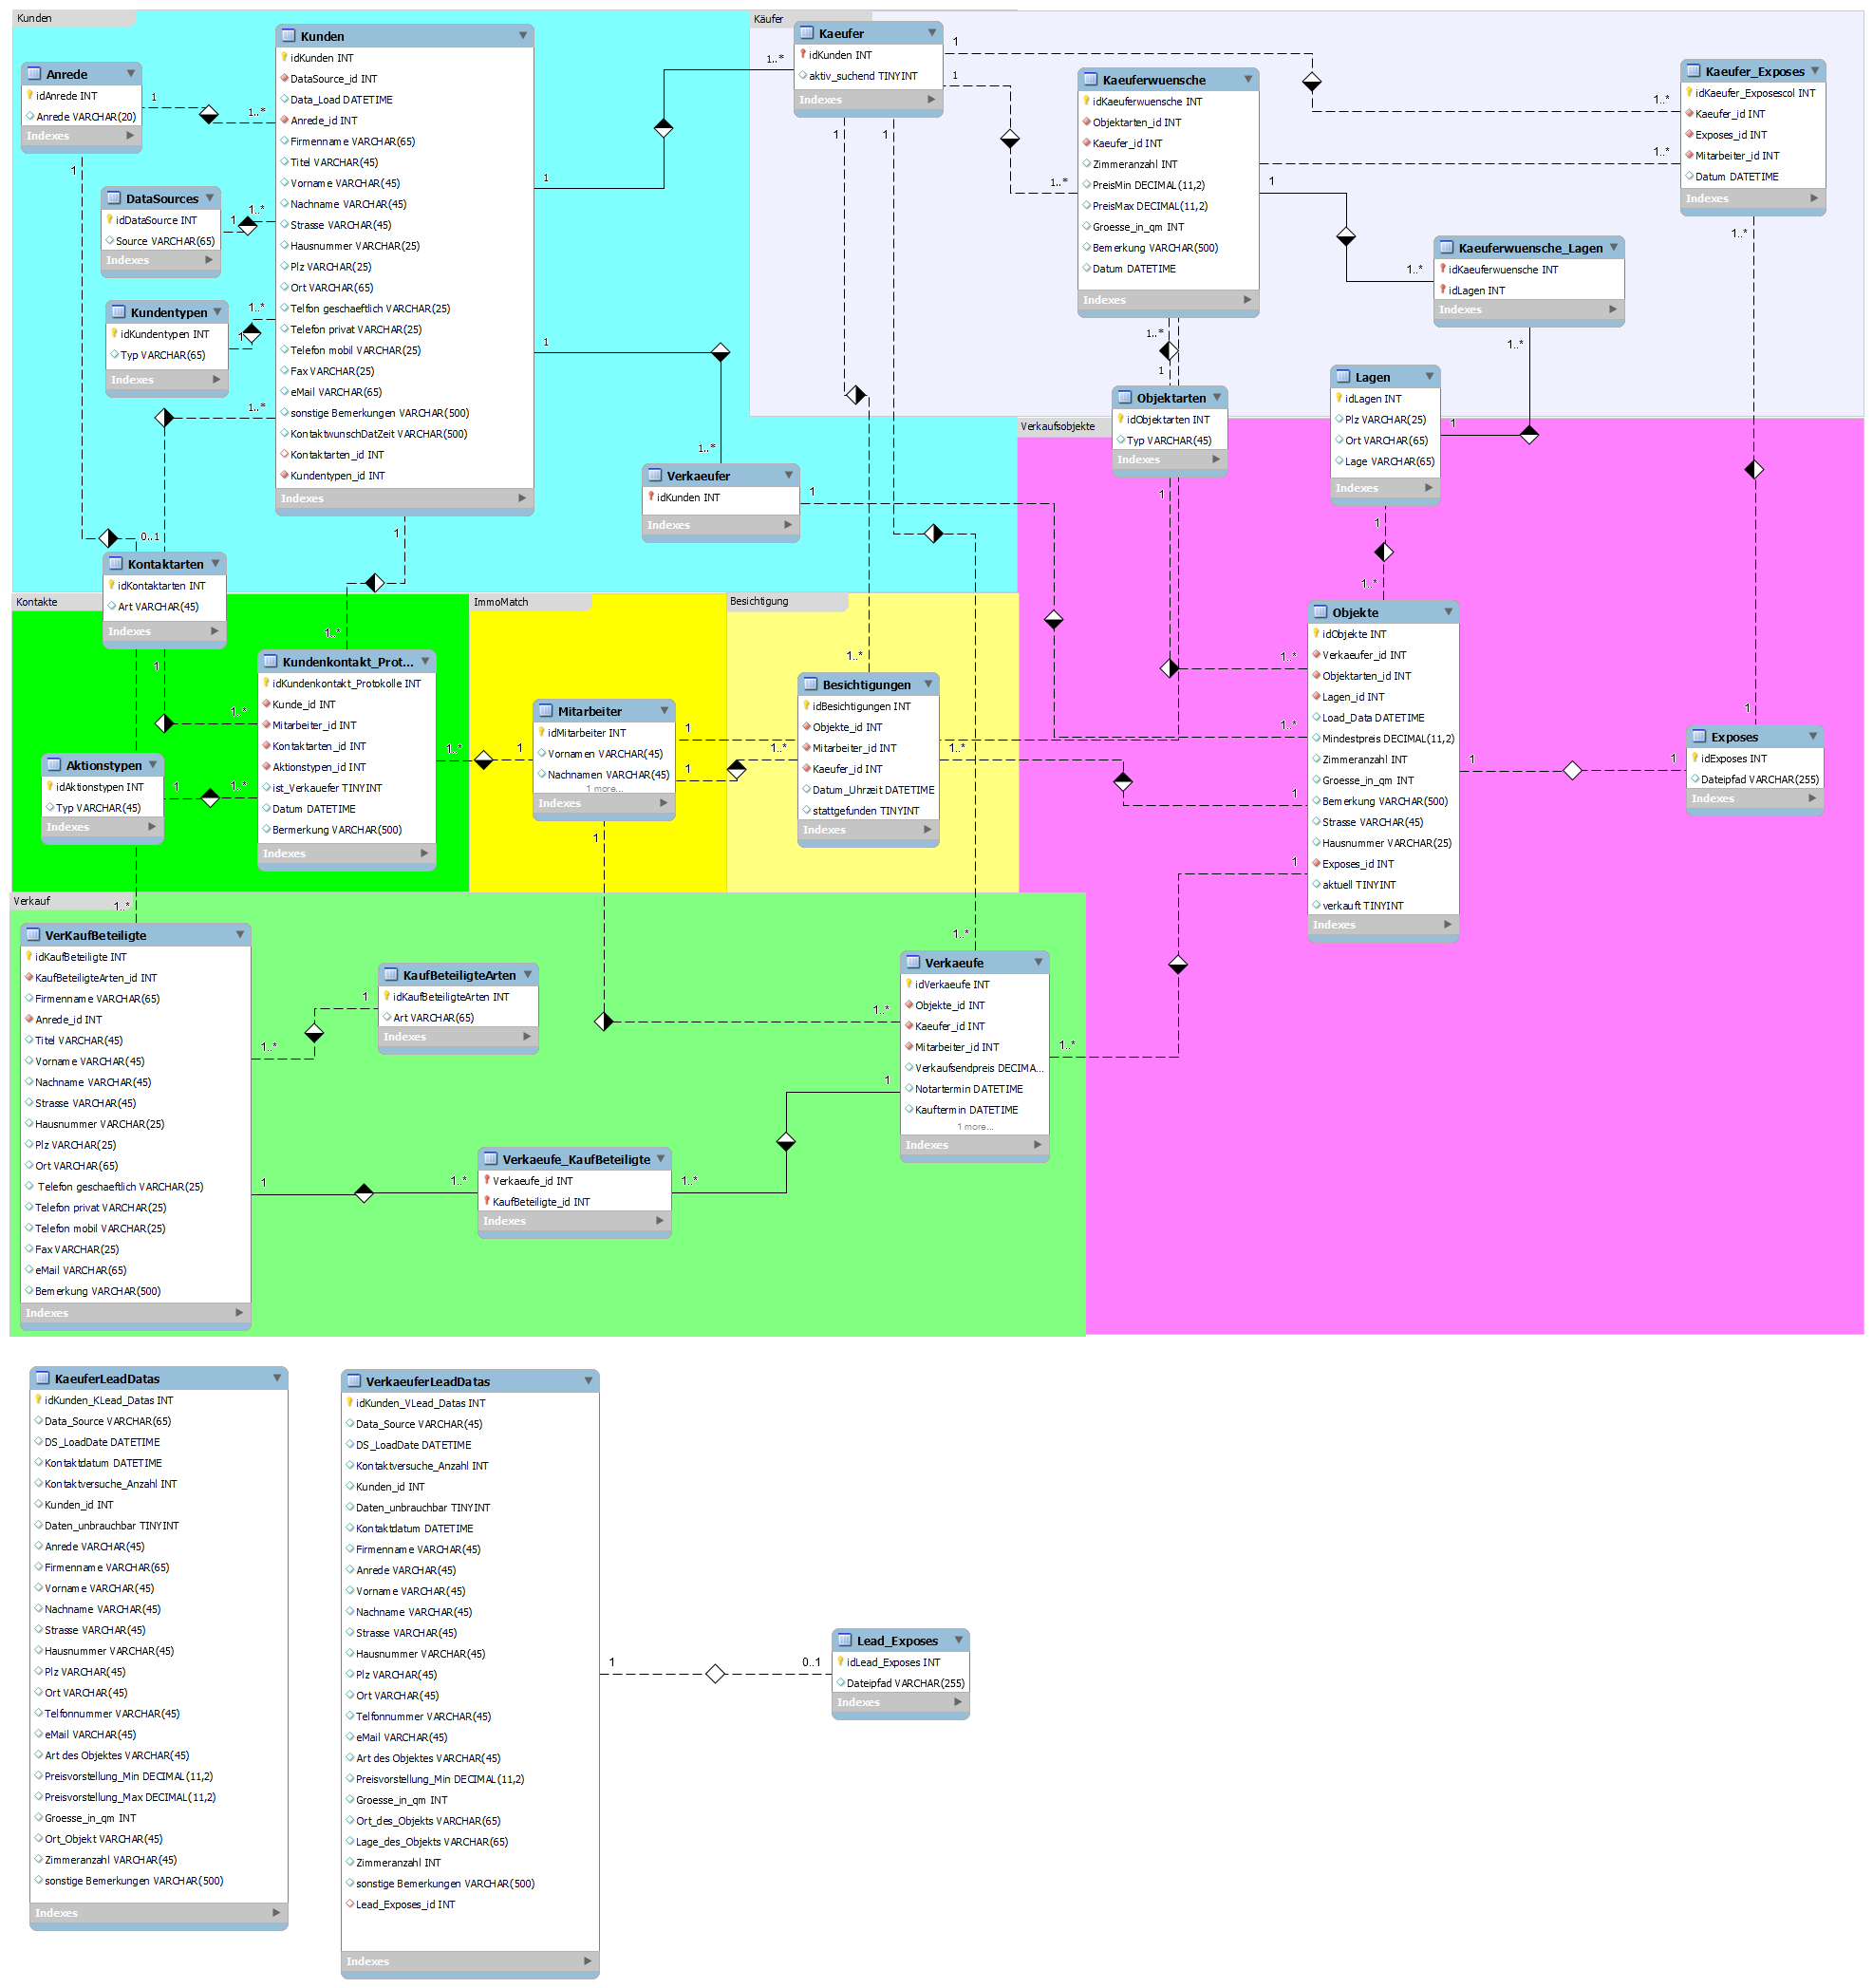 Kunden
Anrede
idAnrede INT
Anrede VARCHAR(20)
Indexes
DataSources
idDataSource INT
Source VARCHAR(65)
Indexes
Kundentypen
idKundentypen INT
Typ VARCHAR(65)
Indexes
Kunden
idKunden INT
DataSource_id INT
Data_Load DATETIME
Anrede_id INT
Firmenname VARCHAR(65)
Titel VARCHAR(45)
Vorname VARCHAR(45)
Nachname VARCHAR(45)
Strasse VARCHAR(45)
Hausnummer VARCHAR(25)
Plz VARCHAR(25)
Ort VARCHAR(65)
Telfon geschaeftlich VARCHAR(25)
Telefon privat VARCHAR(25)
Telefon mobil VARCHAR(25)
Fax VARCHAR(25)
eMail VARCHAR(65)
sonstige Bemerkungen VARCHAR(500)
KontaktwunschDatZeit VARCHAR(500)
Kontaktarten_id INT
Kundentypen_id INT
Indexes
1
1..*
1
1
1..*
1..*
1
1..*
0..1
1
1..*
1
1..*
1
Verkaeufer
idKunden INT
Indexes
1
Käufer
Kaeufer
idKunden INT
aktiv_suchend TINYINT
Indexes
1
1
1
1
1..*
1..*
1..*
Kaeuferwuensche
idKaeuferwuensche INT
Objektarten_id INT
Kaeufer_id INT
Zimmeranzahl INT
PreisMin DECIMAL(11,2)
PreisMax DECIMAL(11,2)
Groesse_in_qm INT
Bemerkung VARCHAR(500)
Datum DATETIME
Indexes
1
1..*
1..*
1
Kaeufer_Exposes
idKaeufer_Exposescol INT
Kaeufer_id INT
Exposes_id INT
Mitarbeiter_id INT
Datum DATETIME
Indexes
1..*
Kaeuferwuensche_Lagen
idKaeuferwuensche INT
idLagen INT
Indexes
1..*
Verkaufsobjekte
Objektarten
idObjektarten INT
Typ VARCHAR(45)
Indexes
1
Lagen
idLagen INT
Plz VARCHAR(25)
Ort VARCHAR(65)
Lage VARCHAR(65)
Indexes
1
1
1..*
Objekte
idObjekte INT
Verkaeufer_id INT
Objektarten_id INT
Lagen_id INT
Load_Data DATETIME
Mindestpreis DECIMAL(11,2)
Zimmeranzahl INT
Groesse_in_qm INT
Bemerkung VARCHAR(500)
Strasse VARCHAR(45)
Hausnummer VARCHAR(25)
Exposes_id INT
aktuell TINYINT
verkauft TINYINT
Indexes
1..*
1..*
1
1
1
1
1
Exposes
idExposes INT
Dateipfad VARCHAR(255)
Indexes
Kontakte
Kontaktarten
idKontaktarten INT
Art VARCHAR(45)
Indexes
1
1..*
1..*
Kundenkontakt_Prot...
idKundenkontakt_Protokolle INT
Kunde_id INT
Mitarbeiter_id INT
Kontaktarten_id INT
Aktionstypen_id INT
ist_Verkauefer TINYINT
Datum DATETIME
Bermerkung VARCHAR(500)
Indexes
Aktionstypen
idAktionstypen INT
Typ VARCHAR(45)
Indexes
1
1..*
1..*
1
ImmoMatch
Mitarbeiter
idMitarbeiter INT
Vornamen VARCHAR(45)
Nachnamen VARCHAR(45)
1 more...
Indexes
1
1
1
Besichtigung
1..*
Besichtigungen
idBesichtigungen INT
Objekte_id INT
Mitarbeiter_id INT
Kaeufer_id INT
Datum_Uhrzeit DATETIME
stattgefunden TINYINT
Indexes
1..*
1..*
Verkauf
1..*
VerKaufBeteiligte
idKaufBeteiligte INT
KaufBeteiligteArten_id INT
Firmenname VARCHAR(65)
Anrede_id INT
Titel VARCHAR(45)
Vorname VARCHAR(45)
Nachname VARCHAR(45)
Strasse VARCHAR(45)
Hausnummer VARCHAR(25)
Plz VARCHAR(25)
Ort VARCHAR(65)
Telefon geschaeftlich VARCHAR(25)
Telefon privat VARCHAR(25)
Telefon mobil VARCHAR(25)
Fax VARCHAR(25)
eMail VARCHAR(65)
Bemerkung VARCHAR(500)
Indexes
1..*
1
KaufBeteiligteArten
idKaufBeteiligteArten INT
Art VARCHAR(65)
Indexes
1
1..*
Verkaeufe_KaufBeteiligte
Verkaeufe_id INT
KaufBeteiligte_id INT
Indexes
1..*
1
1..*
1..*
Verkaeufe
idVerkaeufe INT
Objekte_id INT
Kaeufer_id INT
Mitarbeiter_id INT
Verkaufsendpreis DECIMA...
Notartermin DATETIME
Kauftermin DATETIME
1 more...
Indexes
1..*
KaeuferLeadDatas
idKunden_KLead_Datas INT
Data_Source VARCHAR(65)
DS_LoadDate DATETIME
Kontaktdatum DATETIME
Kontaktversuche_Anzahl INT
Kunden_id INT
Daten_unbrauchbar TINYINT
Anrede VARCHAR(45)
Firmenname VARCHAR(65)
Vorname VARCHAR(45)
Nachname VARCHAR(45)
Strasse VARCHAR(45)
Hausnummer VARCHAR(45)
Plz VARCHAR(45)
Ort VARCHAR(45)
Telfonnummer VARCHAR(45)
eMail VARCHAR(45)
Art des Objektes VARCHAR(45)
Preisvorstellung_Min DECIMAL(11,2)
Preisvorstellung_Max DECIMAL(11,2)
Groesse_in_qm INT
Ort_Objekt VARCHAR(45)
Zimmeranzahl VARCHAR(45)
sonstige Bemerkungen VARCHAR(500)
Indexes
VerkaeuferLeadDatas
idKunden_VLead_Datas INT
Data_Source VARCHAR(45)
DS_LoadDate DATETIME
Kontaktversuche_Anzahl INT
Kunden_id INT
Daten_unbrauchbar TINYINT
Kontaktdatum DATETIME
Firmenname VARCHAR(45)
Anrede VARCHAR(45)
Vorname VARCHAR(45)
Nachname VARCHAR(45)
Strasse VARCHAR(45)
Hausnummer VARCHAR(45)
Plz VARCHAR(45)
Ort VARCHAR(45)
Telfonnummer VARCHAR(45)
eMail VARCHAR(45)
Art des Objektes VARCHAR(45)
Preisvorstellung_Min DECIMAL(11,2)
Groesse_in_qm INT
Ort_des_Objekts VARCHAR(65)
Lage_des_Objekts VARCHAR(65)
Zimmeranzahl INT
sonstige Bemerkungen VARCHAR(500)
Lead_Exposes_id INT
Indexes
1
0..1
Lead_Exposes
idLead_Exposes INT
Dateipfad VARCHAR(255)
Indexes